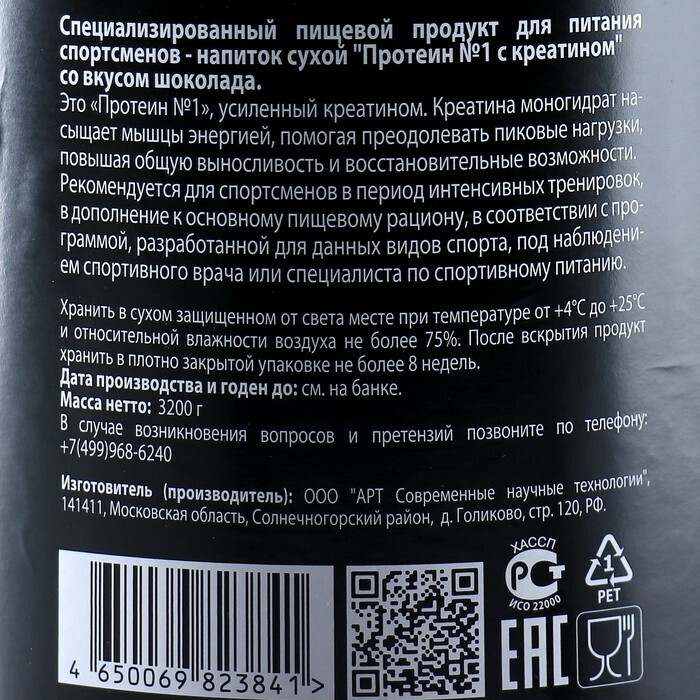 Специализированный пищевой продукт для питания
спортсменов - напиток сухой "Протеин №1 с креатином"
со вкусом шоколада.
Это «Протеин №1», усиленный креатином. Креатина моногидрат на-
сыщает мышцы энергией, помогая преодолевать пиковые нагрузки,
повышая общую выносливость и восстановительные возможности.
Рекомендуется для спортсменов в период интенсивных тренировок,
в дополнение к основному пищевому рациону, в соответствии с про-
граммой, разработанной для данных видов спорта, под наблюдени-
ем спортивного врача или специалиста по спортивному питанию.
Хранить в сухом защищенном от света месте при температуре от +4°С до +25°С
и относительной влажности воздуха не более 75%. После вскрытия продукт
хранить в плотно закрытой упаковке не более 8 недель.
Дата производства и годен до: см. на банке.
Масса нетто: 3200 г
В случае возникновения вопросов и претензий позвоните по телефону:
+7(499)968-6240
Изготовитель (производитель): ООО "АРТ Современные научные технологии",
141411, Московская область, Солнечногорский район, д. Голиково, стр. 120, РФ.
4 650069 823841 >
ХАССП
РСТ
ИСО 22000
1
PET
EAC